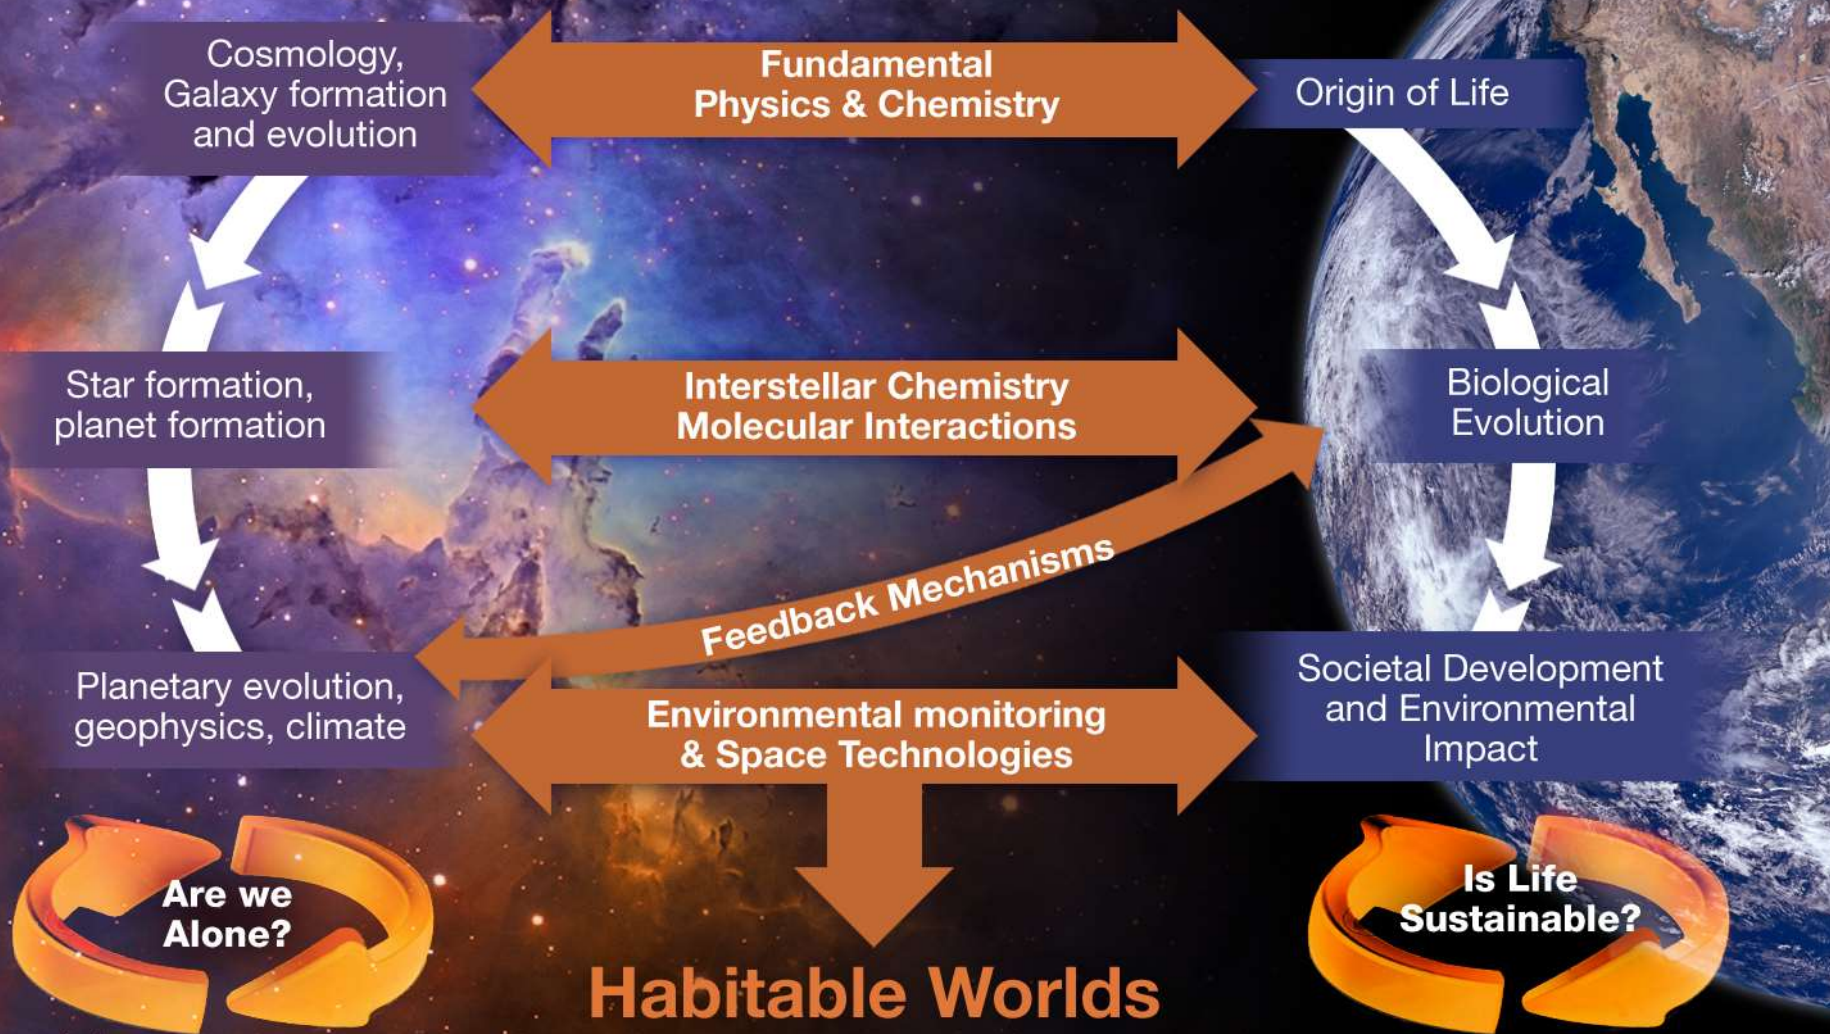 Cosmology,
Galaxy formation
and evolution
Fundamental
Physics & Chemistry
Origin of Life
Star formation,
planet formation
Interstellar Chemistry
Molecular Interactions
Biological
Evolution
Feedback Mechanisms
Planetary evolution,
geophysics, climate
Environmental monitoring
& Space Technologies
Societal Development
and Environmental
Impact
Are we
Alone?
Habitable Worlds
Is Life
Sustainable?